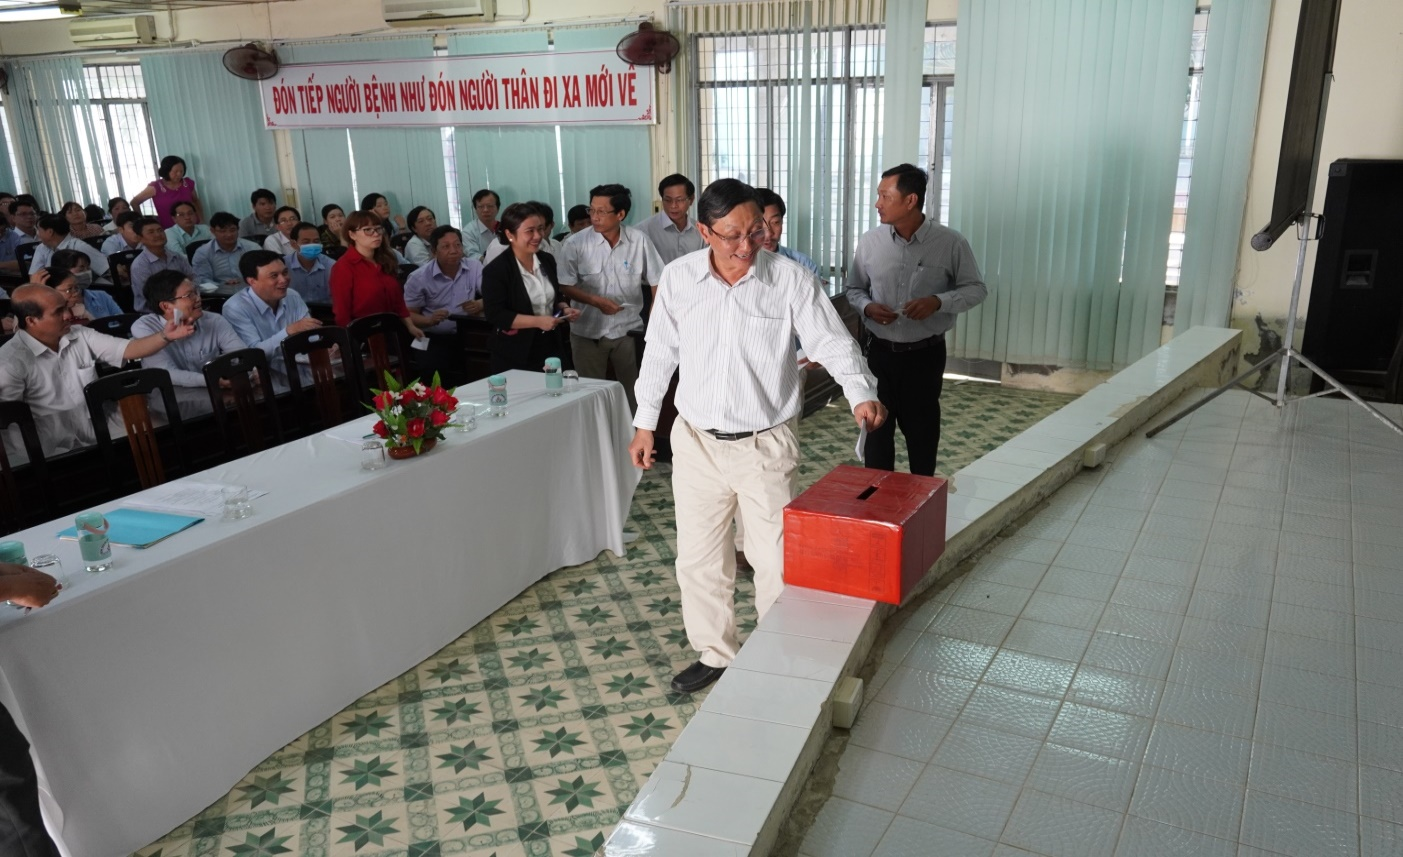 ĐÓN TIẾP NGƯỜI BỆNH NHƯ ĐÓN NGƯỜI THÂN ĐI XA MỚI VỀ